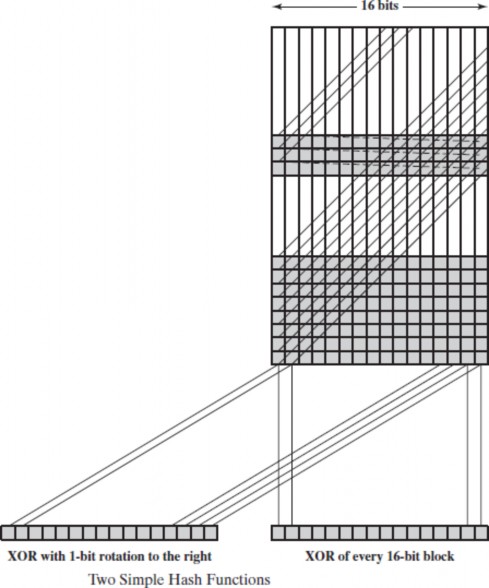 16 bits
XOR with 1-bit rotation to the right
XOR of every 16-bit block
Two Simple Hash Functions